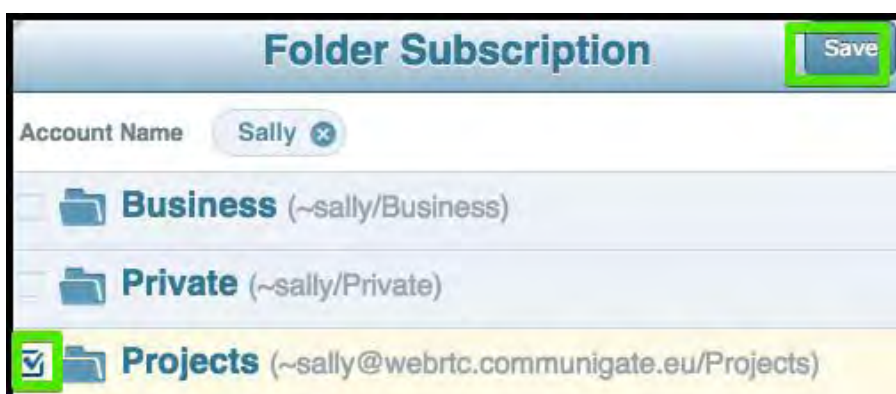 Folder Subscription Save
Account Name Sally
Business (~sally/Business)
Private (~sally/Private)
Projects (~sally@webrtc.communigate.eu/Projects)